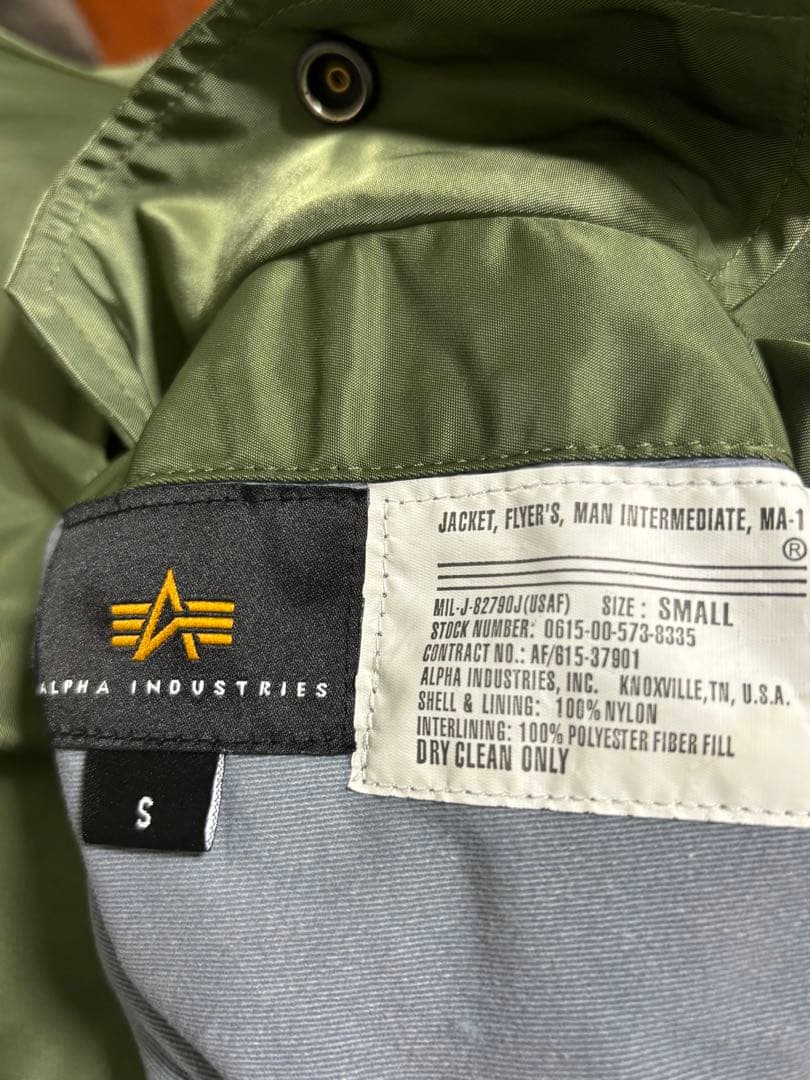 ALPHA INDUSTRIES
S
JACKET, FLYER'S, MAN INTERMEDIATE, MA-1
®
MIL-J-82790J(USAF) SIZE: SMALL
STOCK NUMBER: 0615-00-573-8335
CONTRACT NO.: AF/615-37901
ALPHA INDUSTRIES, INC. KNOXVILLE,TN, U.S.A.
SHELL & LINING: 100% NYLON
INTERLINING: 100% POLYESTER FIBER FILL
DRY CLEAN ONLY